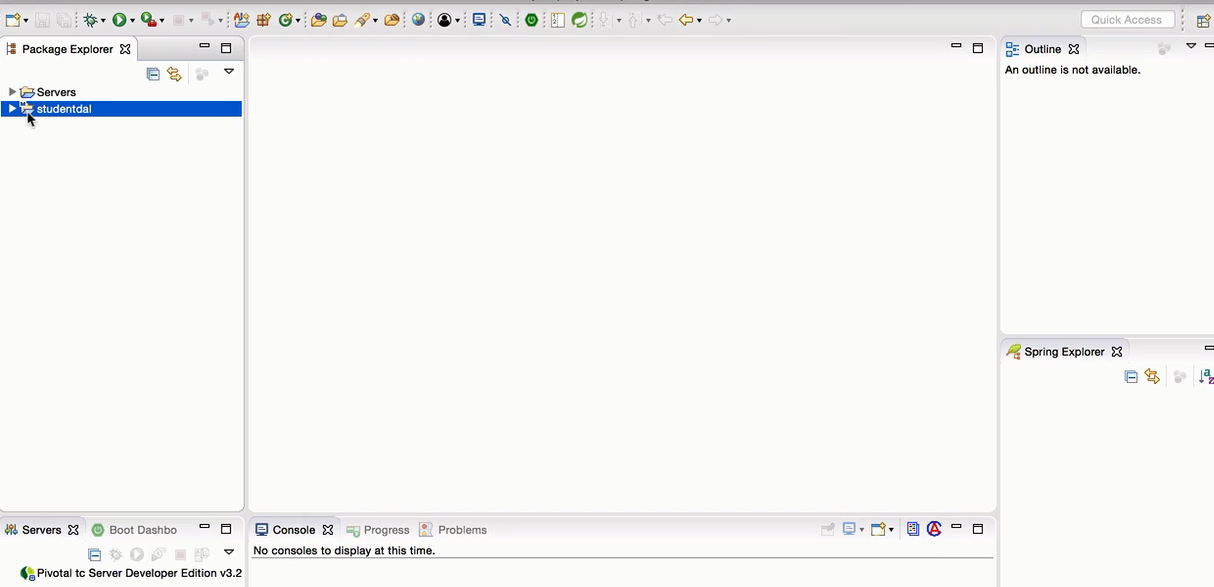 Quick Access
Package Explorer
Servers
studentdal
Outline
An outline is not available.
Spring Explorer
Servers
Boot Dashbo
Pivotal tc Server Developer Edition v3.2
Console
Progress
Problems
No consoles to display at this time.